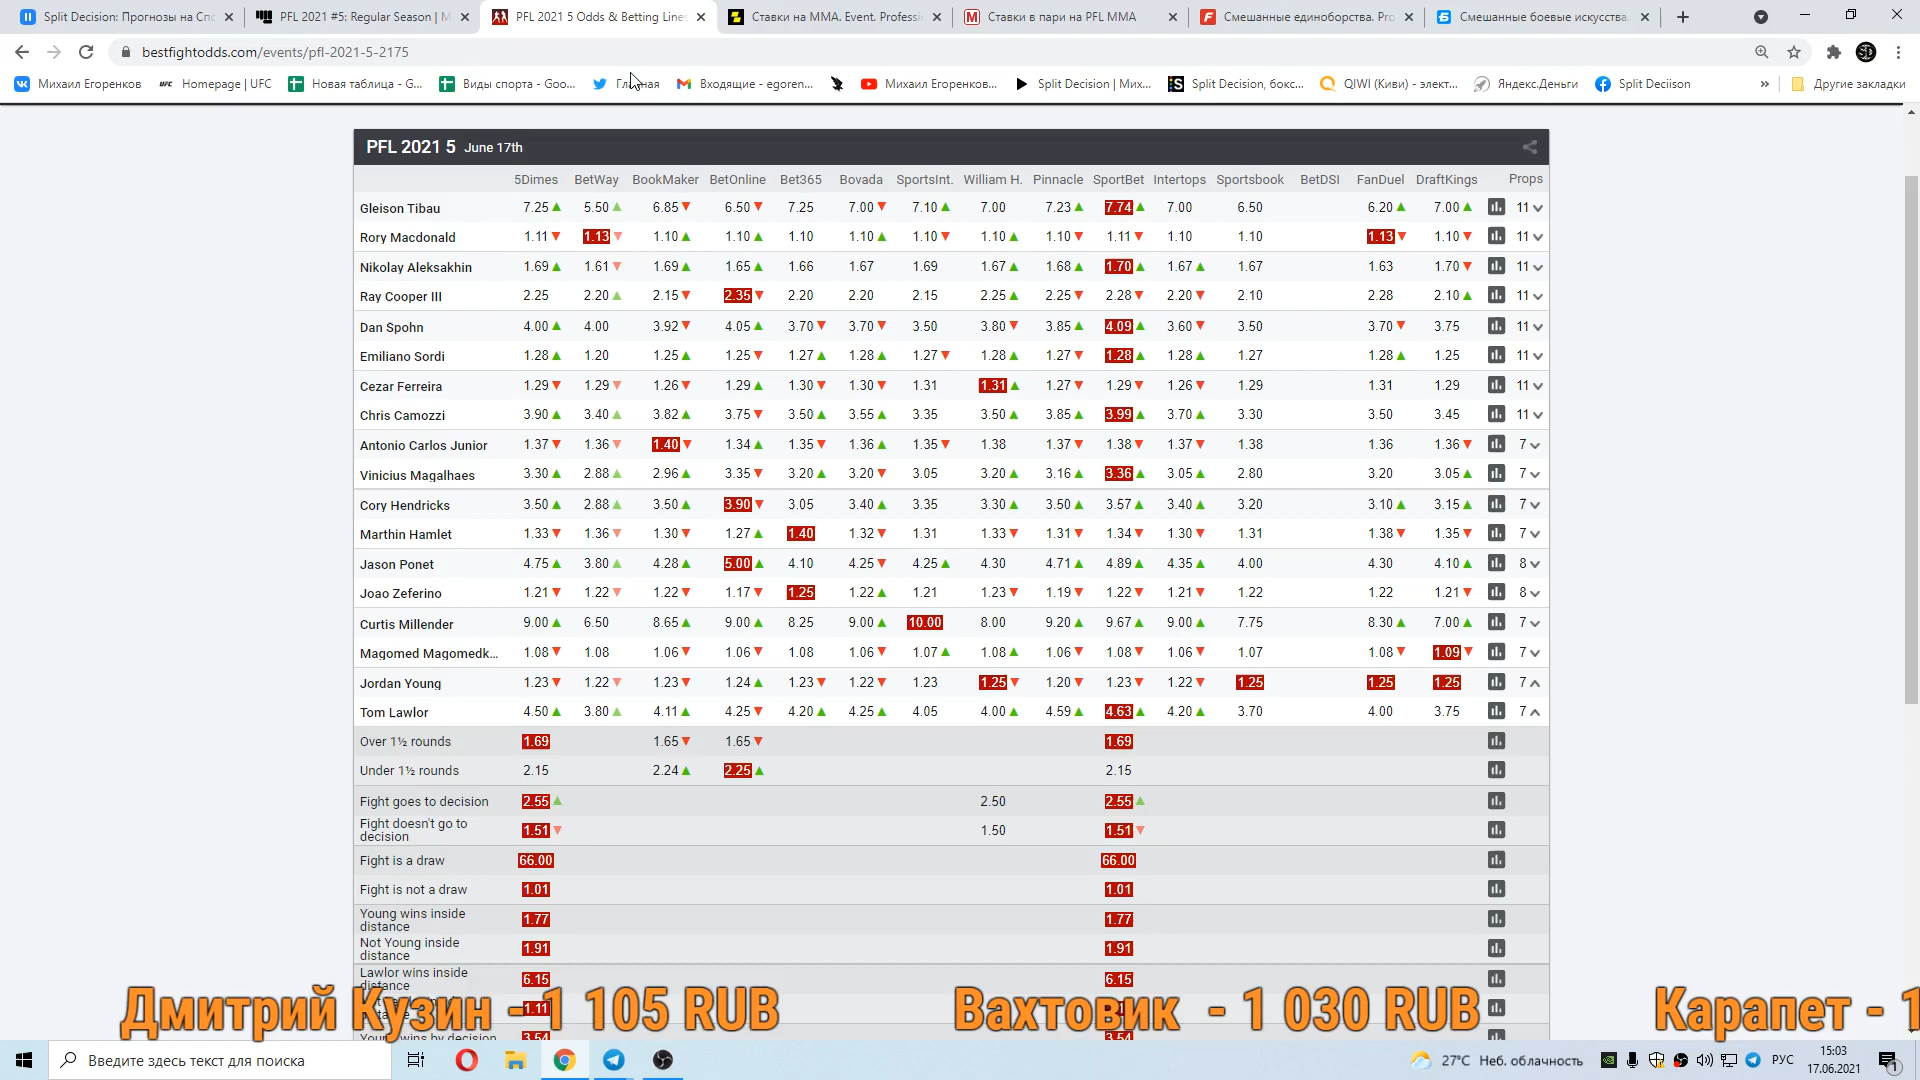 Split Decision: Прогнозы на Сп
PFL 2021 #5: Regular Season | M
PFL 2021 5 Odds & Betting Lines
Ставки на ММА. Event. Professi
Ставки в пари на PFL MMA
Смешанные единоборства. Pro
Смешанные боевые искусства.
bestfightodds.com/events/pfl-2021-5-2175
Михаил Егоренков
Homepage | UFC
Новая таблица - G...
Виды спорта - Goo...
Главная
Входящие - egoren...
Михаил Егоренков...
Split Decision | Мих...
Split Decision, бокс...
QIWI (Киви) - элект...
Яндекс.Деньги
Split Deciison
»
Другие закладки
PFL 2021 5 June 17th
5Dimes BetWay BookMaker BetOnline Bet365 Bovada SportsInt. William H. Pinnacle SportBet Intertops Sportsbook BetDSI FanDuel DraftKings Props
Gleison Tibau 7.25▲ 5.50▲ 6.85▼ 6.50▼ 7.25 7.00▼ 7.10▲ 7.00 7.23▲ 7.74▲ 7.00 6.50 6.20▲ 7.00▲ 11
Rory Macdonald 1.11▼ 1.13▼ 1.10▲ 1.10▲ 1.10 1.10▲ 1.10▼ 1.10▲ 1.10▼ 1.11▼ 1.10 1.10 1.13▼ 1.10▼ 11
Nikolay Aleksakhin 1.69▲ 1.61▼ 1.69▲ 1.65▲ 1.66 1.67 1.69 1.67▲ 1.68▲ 1.70▲ 1.67▲ 1.67 1.63 1.70▼ 11
Ray Cooper III 2.25 2.20▲ 2.15▼ 2.35▼ 2.20 2.20 2.15 2.25▲ 2.25▼ 2.28▼ 2.20▼ 2.10 2.28 2.10▲ 11
Dan Spohn 4.00▲ 4.00 3.92▼ 4.05▲ 3.70▼ 3.70▼ 3.50 3.80▼ 3.85▲ 4.09▲ 3.60▼ 3.50 3.70▼ 3.75 11
Emiliano Sordi 1.28▲ 1.20 1.25▲ 1.25▼ 1.27▲ 1.28▲ 1.27▼ 1.28▲ 1.27▼ 1.28▲ 1.28▲ 1.27 1.28▲ 1.25 11
Cezar Ferreira 1.29▼ 1.29▼ 1.26▼ 1.29▲ 1.30▼ 1.30▼ 1.31 1.31▲ 1.27▼ 1.29▼ 1.26▼ 1.29 1.31 1.29 11
Chris Camozzi 3.90▲ 3.40▲ 3.82▲ 3.75▼ 3.50▲ 3.55▲ 3.35 3.50▲ 3.85▲ 3.99▲ 3.70▲ 3.30 3.50 3.45 11
Antonio Carlos Junior 1.37▼ 1.36▼ 1.40▼ 1.34▲ 1.35▼ 1.36▲ 1.35▼ 1.38 1.37▼ 1.38▼ 1.37▼ 1.38 1.36 1.36▼ 7
Vinicius Magalhaes 3.30▲ 2.88▲ 2.96▲ 3.35▼ 3.20▲ 3.20▼ 3.05 3.20▲ 3.16▲ 3.36▲ 3.05▲ 2.80 3.20 3.05▲ 7
Cory Hendricks 3.50▲ 2.88▲ 3.50▲ 3.90▼ 3.05 3.40▲ 3.35 3.30▲ 3.50▲ 3.57▲ 3.40▲ 3.20 3.10▲ 3.15▲ 7
Marthin Hamlet 1.33▼ 1.36▼ 1.30▼ 1.27▲ 1.40 1.32▼ 1.31 1.33▼ 1.31▼ 1.34▼ 1.30▼ 1.31 1.38▼ 1.35▼ 7
Jason Ponet 4.75▲ 3.80▲ 4.28▲ 5.00▲ 4.10 4.25▼ 4.25▲ 4.30 4.71▲ 4.89▲ 4.35▲ 4.00 4.30 4.10▲ 8
Joao Zeferino 1.21▼ 1.22▼ 1.22▼ 1.17▼ 1.25 1.22▲ 1.21 1.23▼ 1.19▼ 1.22▼ 1.21▼ 1.22 1.22 1.21▼ 8
Curtis Millender 9.00▲ 6.50 8.65▲ 9.00▲ 8.25 9.00▲ 10.00 8.00 9.20▲ 9.67▲ 9.00▲ 7.75 8.30▲ 7.00▲ 7
Magomed Magomedk... 1.08▼ 1.08 1.06▼ 1.06▼ 1.08 1.06▼ 1.07▲ 1.08▲ 1.06▼ 1.08▼ 1.06▼ 1.07 1.08▼ 1.09▼ 7
Jordan Young 1.23▼ 1.22▼ 1.23▼ 1.24▲ 1.23▼ 1.22▼ 1.23 1.25▼ 1.20▼ 1.23▼ 1.22▼ 1.25 1.25 1.25 7
Tom Lawlor 4.50▲ 3.80▲ 4.11▲ 4.25▼ 4.20▲ 4.25▲ 4.05 4.00▲ 4.59▲ 4.63▲ 4.20▲ 3.70 4.00 3.75 7
Over 1½ rounds 1.69 1.65▼ 1.65▼ 1.69
Under 1½ rounds 2.15 2.24▲ 2.25▲ 2.15
Fight goes to decision 2.55▲ 2.50 2.55▲
Fight doesn't go to
decision 1.51▼ 1.50 1.51▼
Fight is a draw 66.00 66.00
Fight is not a draw 1.01 1.01
Young wins inside
distance 1.77 1.77
Not Young inside
distance 1.91 1.91
Lawlor wins inside
distance 6.15 6.15
1.11
Young wins by decision 3.54 3.54
Дмитрий Кузин - 1 105 RUB
Вахтовик - 1 030 RUB
Карапет - 1
Введите здесь текст для поиска
27°C Неб. облачность
РУС
15:03
17.06.2021
1